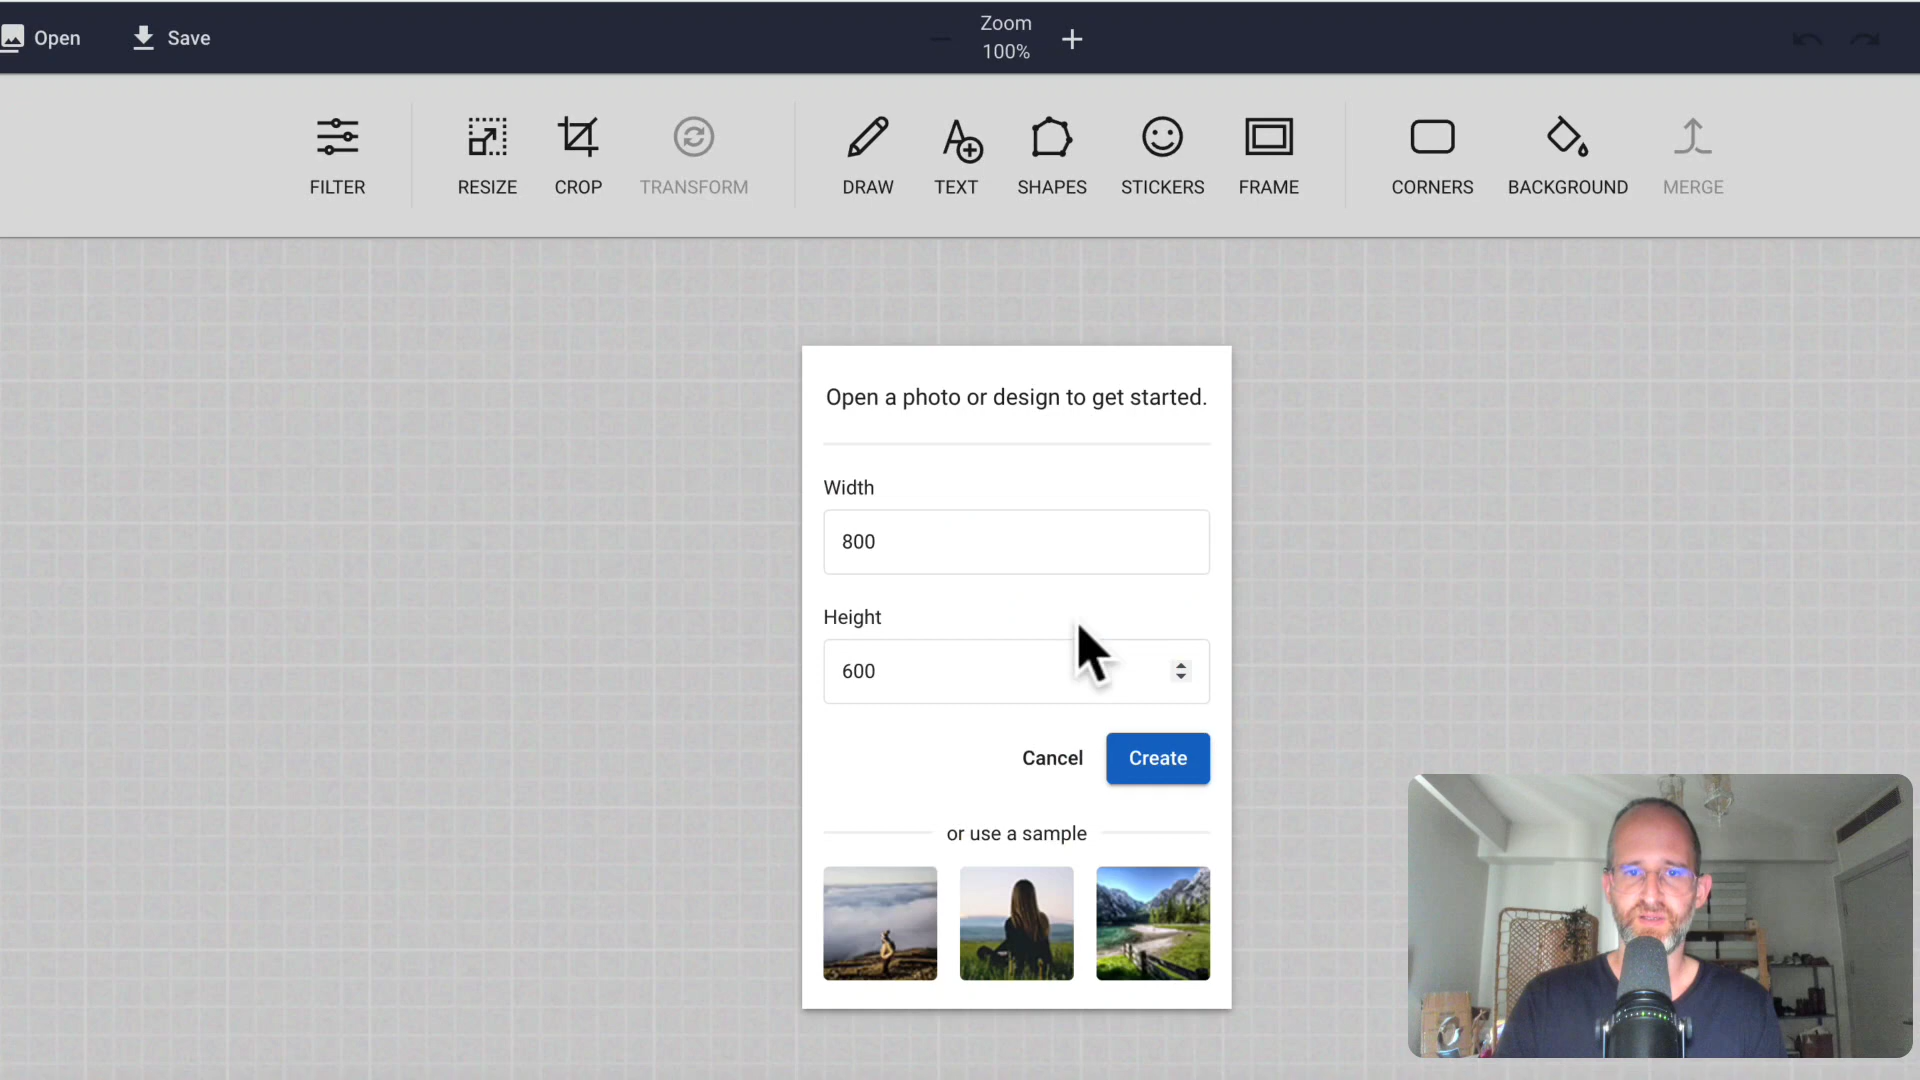 Open
Save
Zoom
100%
FILTER
RESIZE
CROP
TRANSFORM
DRAW
TEXT
SHAPES
STICKERS
FRAME
CORNERS
BACKGROUND
MERGE
Open a photo or design to get started.
Width
800
Height
600
Cancel
Create
or use a sample